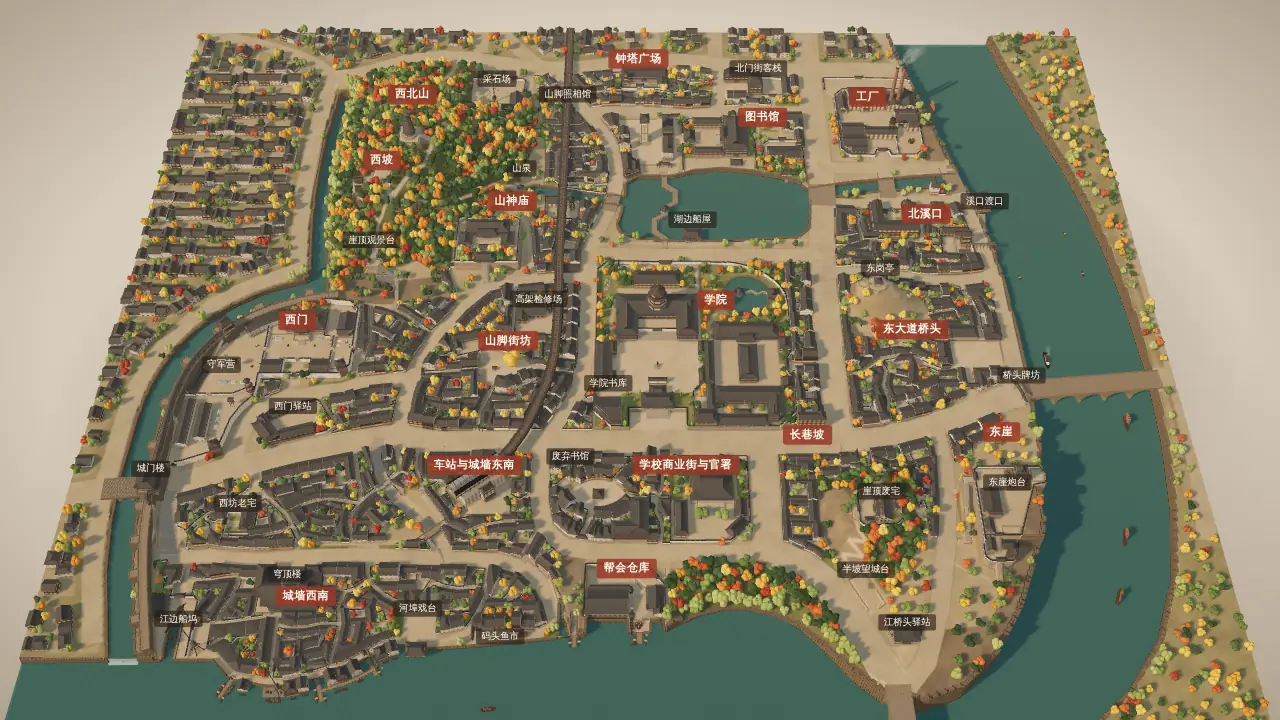 钟塔广场
北门街客栈
采石场
西北山
山脚照相馆
工厂
图书馆
西坡
山泉
山神庙
溪口渡口
北溪口
湖边船屋
崖顶观景台
东岗亭
高架检修场
学院
西门
东大道桥头
山脚街坊
守军营
桥头牌坊
学院书库
西门驿站
长巷坡
东崖
废弃书馆
车站与城墙东南
学校商业街与官署
城门楼
东崖炮台
崖顶废宅
西坊老宅
帮会仓库
半坡望城台
穹顶楼
城墙西南
河埠戏台
江边船坞
江桥头驿站
码头鱼市